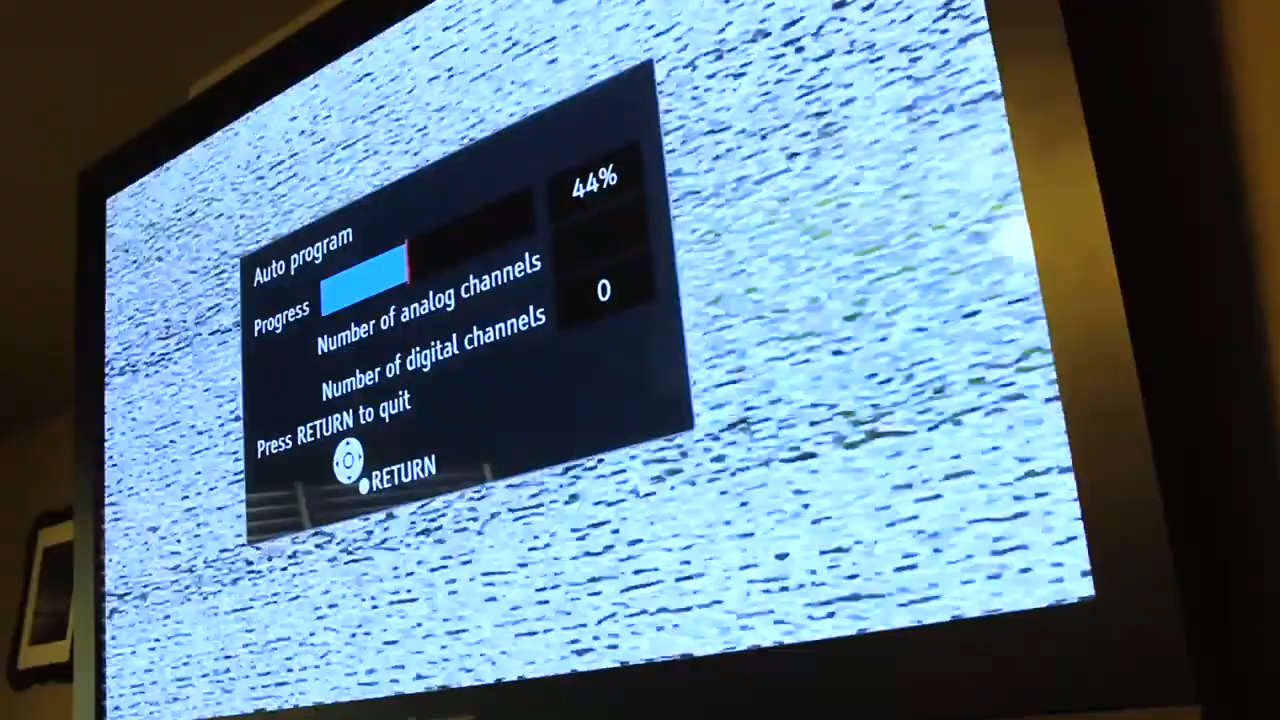 Auto program
Progress 44%
Number of analog channels 0
Number of digital channels
Press RETURN to quit
RETURN